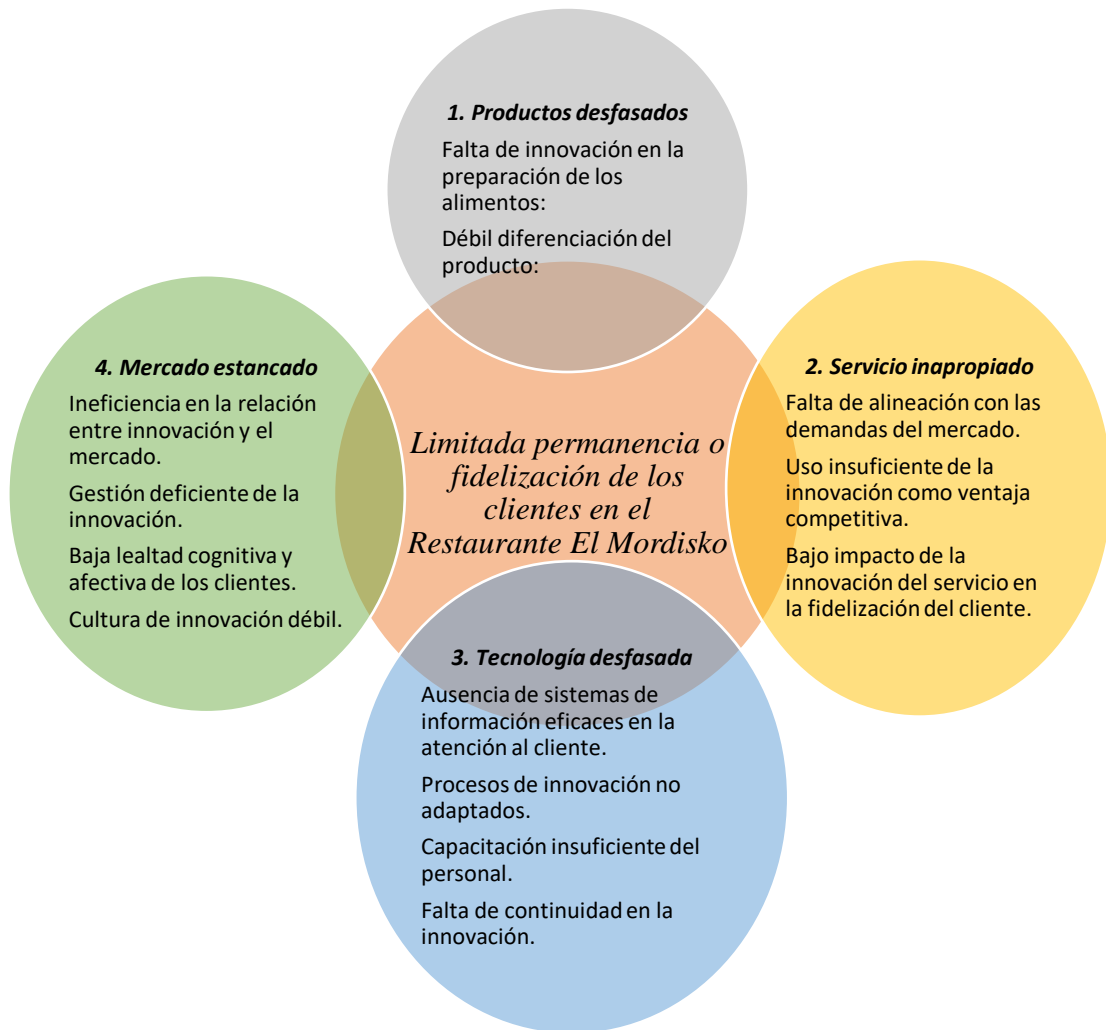 1. Productos desfasados
Falta de innovación en la
preparación de los
alimentos:
Débil diferenciación del
producto:
4. Mercado estancado
Ineficiencia en la relación
entre innovación y el
mercado.
Gestión deficiente de la
innovación.
Baja lealtad cognitiva y
afectiva de los clientes.
Cultura de innovación débil.
Limitada permanencia o
fidelización de los
clientes en el
Restaurante El Mordisko
2. Servicio inapropiado
Falta de alineación con las
demandas del mercado.
Uso insuficiente de la
innovación como ventaja
competitiva.
Bajo impacto de la
innovación del servicio en
la fidelización del cliente.
3. Tecnología desfasada
Ausencia de sistemas de
información eficaces en la
atención al cliente.
Procesos de innovación no
adaptados.
Capacitación insuficiente del
personal.
Falta de continuidad en la
innovación.